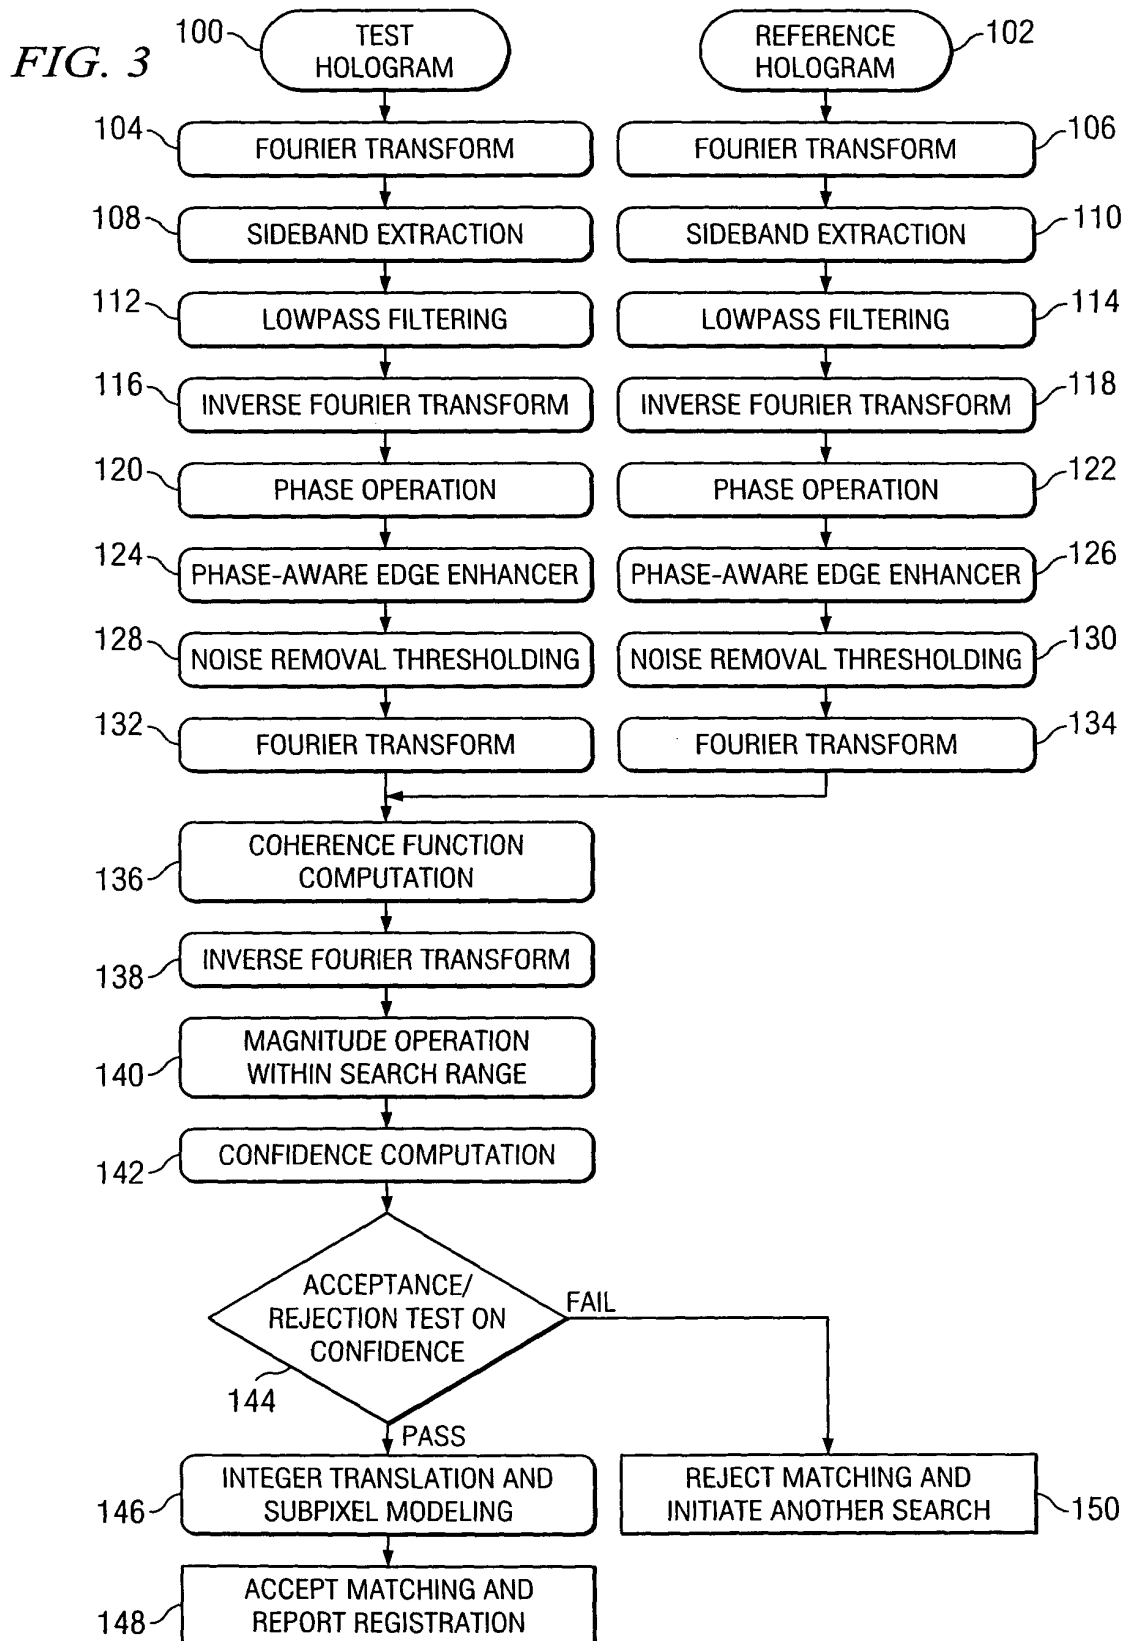 FIG. 3
100
TEST
HOLOGRAM
REFERENCE
HOLOGRAM
102
104
FOURIER TRANSFORM
FOURIER TRANSFORM
106
108
SIDEBAND EXTRACTION
SIDEBAND EXTRACTION
110
112
LOWPASS FILTERING
LOWPASS FILTERING
114
116
INVERSE FOURIER TRANSFORM
INVERSE FOURIER TRANSFORM
118
120
PHASE OPERATION
PHASE OPERATION
122
124
PHASE-AWARE EDGE ENHANCER
PHASE-AWARE EDGE ENHANCER
126
128
NOISE REMOVAL THRESHOLDING
NOISE REMOVAL THRESHOLDING
130
132
FOURIER TRANSFORM
FOURIER TRANSFORM
134
COHERENCE FUNCTION
COMPUTATION
136
INVERSE FOURIER TRANSFORM
138
MAGNITUDE OPERATION
WITHIN SEARCH RANGE
140
CONFIDENCE COMPUTATION
142
ACCEPTANCE/
REJECTION TEST ON
CONFIDENCE
144
FAIL
PASS
INTEGER TRANSLATION AND
SUBPIXEL MODELING
146
REJECT MATCHING AND
INITIATE ANOTHER SEARCH
150
ACCEPT MATCHING AND
REPORT REGISTRATION
148